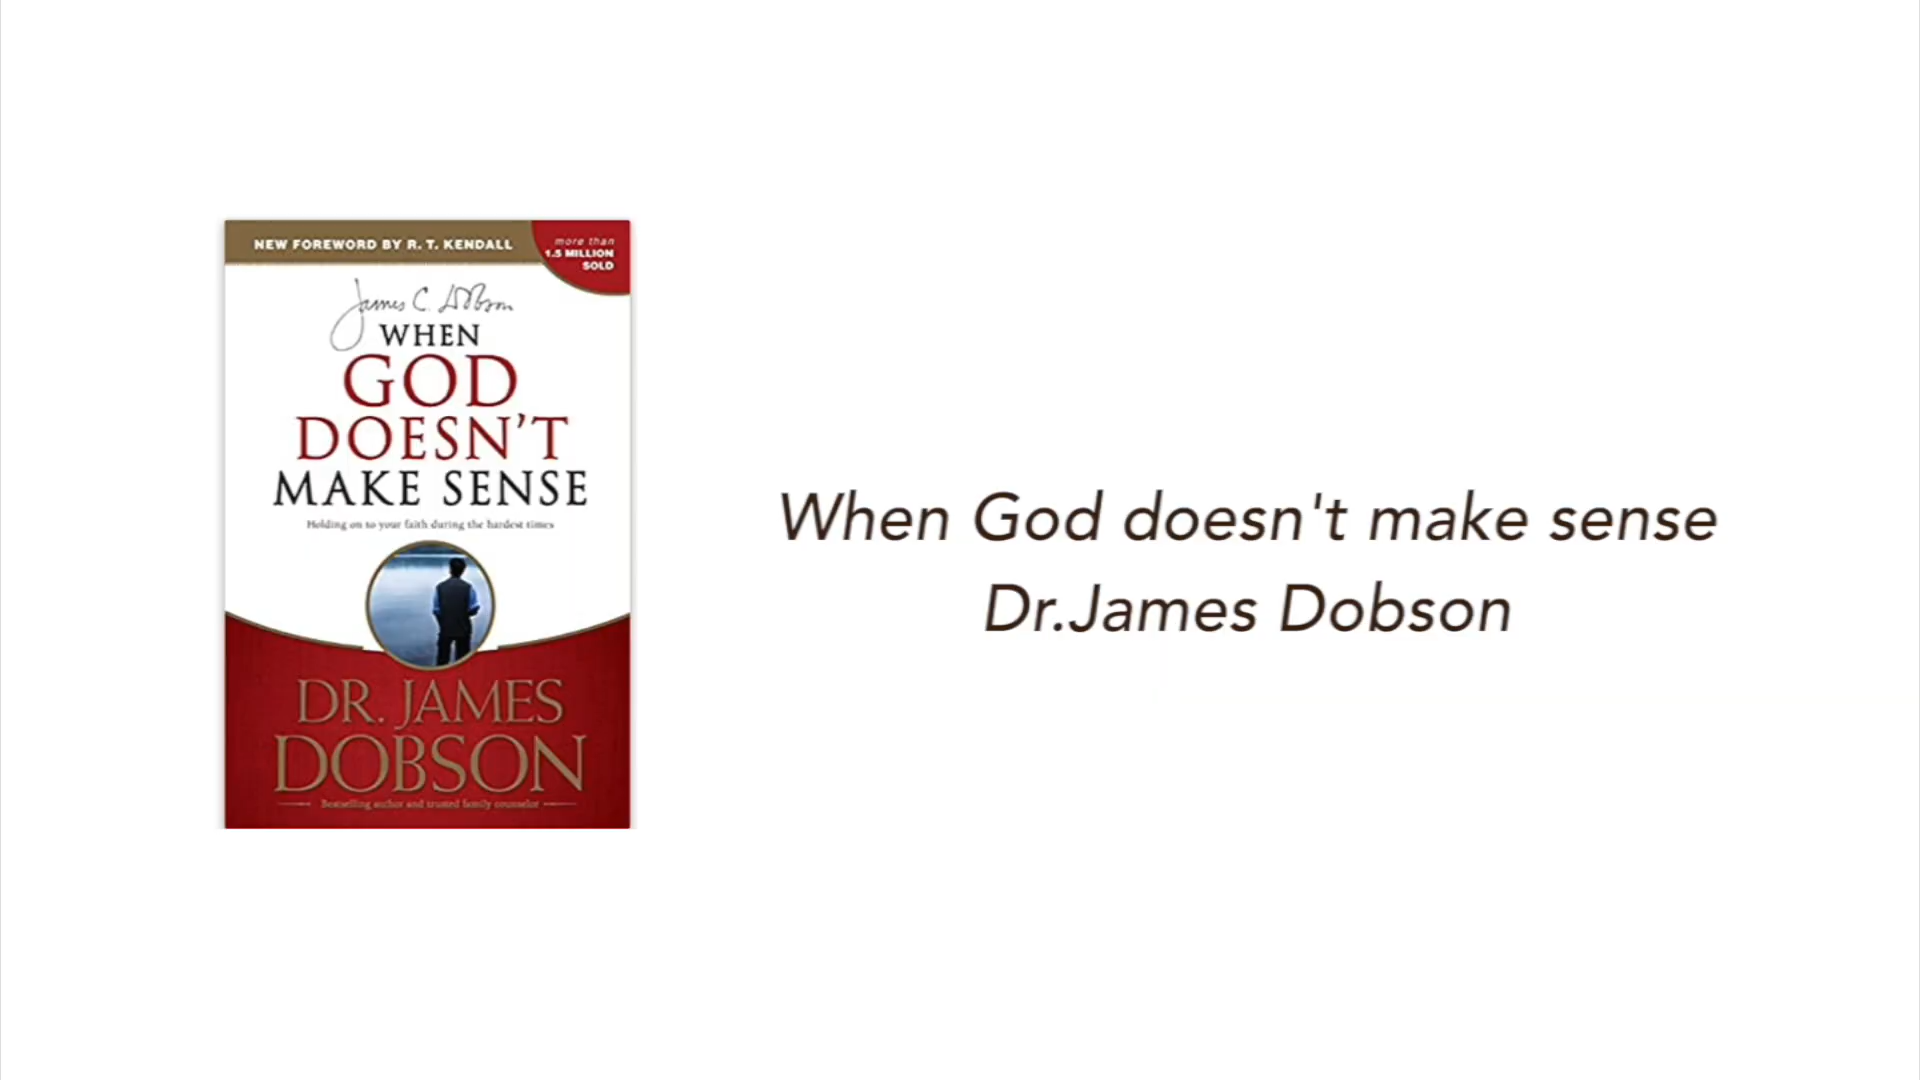 NEW FOREWORD BY R. T. KENDALL
more than
1.5 MILLION
SOLD
James C. Dobson
WHEN
GOD
DOESN'T
MAKE SENSE
Holding on to your faith during the hardest times
DR. JAMES
DOBSON
Bestselling author and trusted family counselor
When God doesn't make sense
Dr.James Dobson